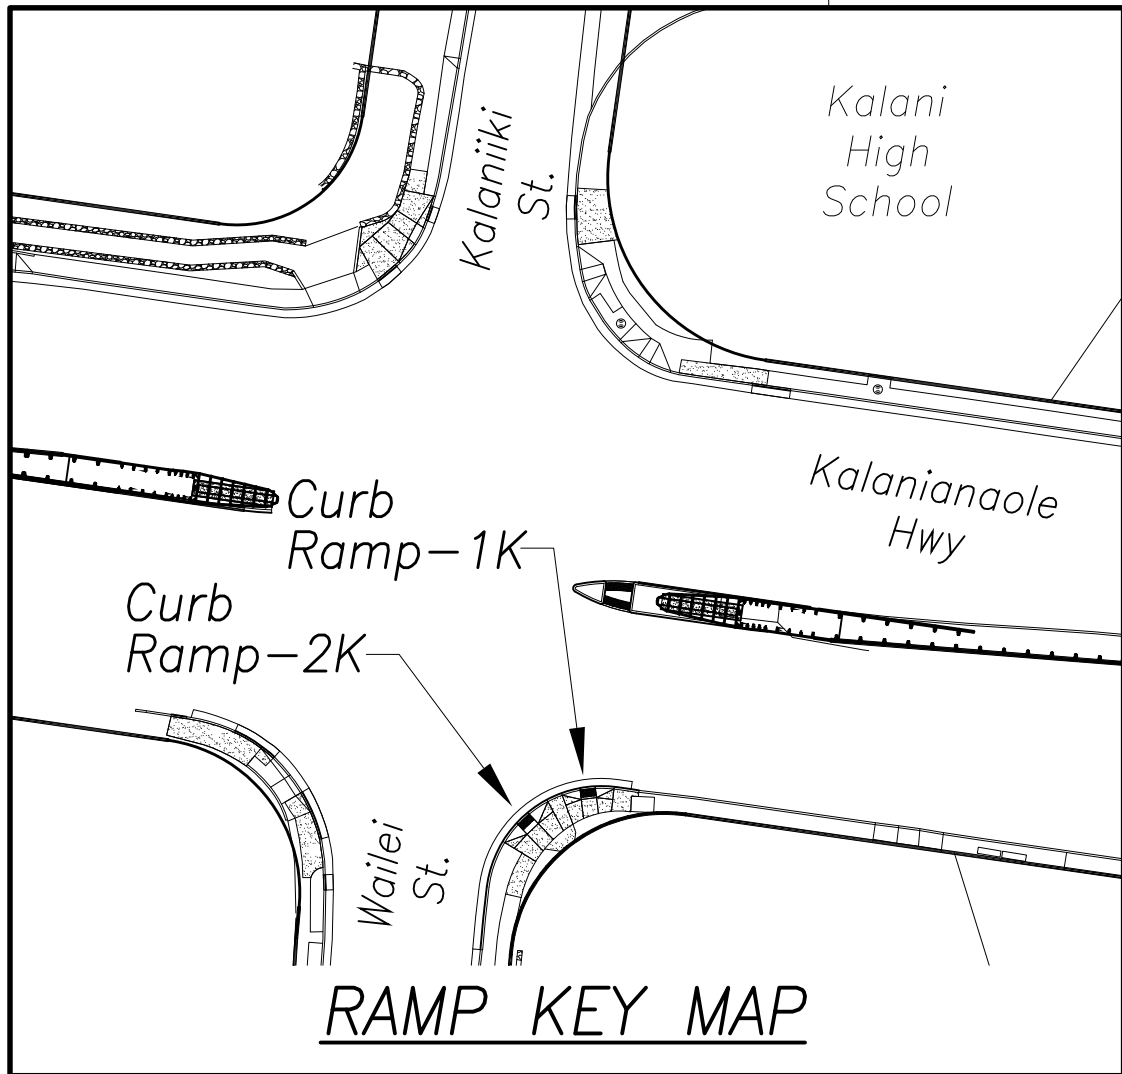 Kalani
High
School
Kalaniiki
St.
Kalanianaole
Hwy
Curb
Ramp-1K
Curb
Ramp-2K
Wailei
St.
RAMP KEY MAP